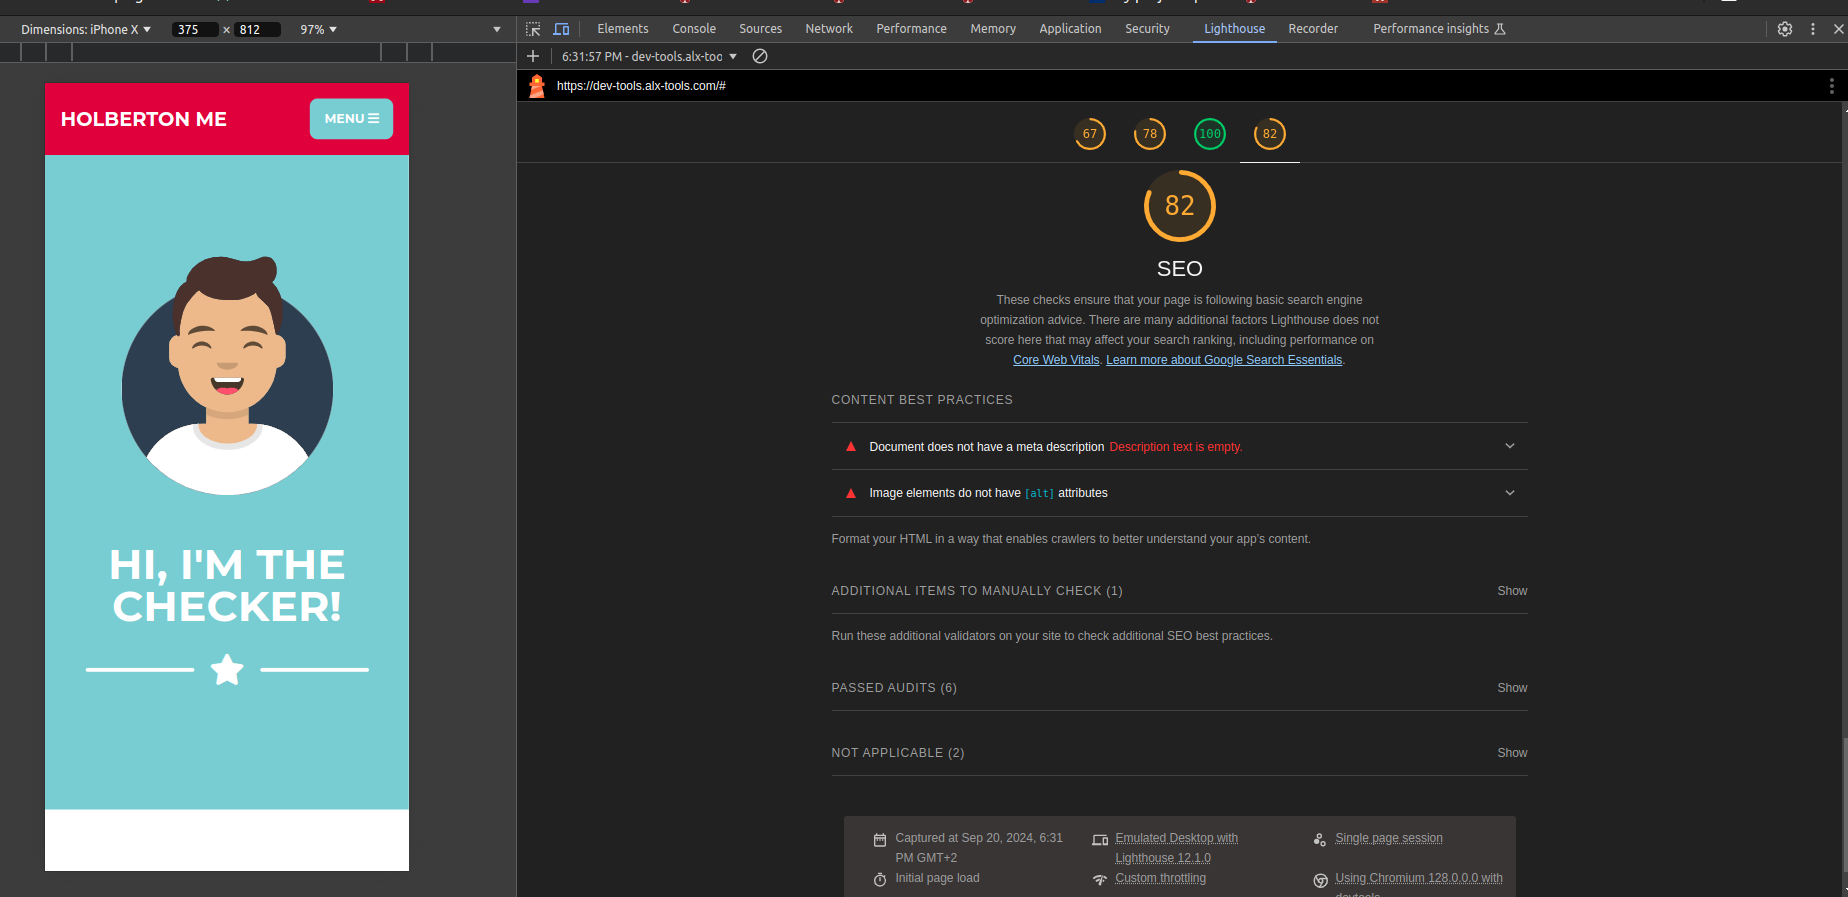 Dimensions: iPhone X 375 × 812 97%
Elements Console Sources Network Performance Memory Application Security Lighthouse Recorder Performance insights
6:31:57 PM - dev-tools.alx-too
https://dev-tools.alx-tools.com/#
HOLBERTON ME
MENU
HI, I'M THE
CHECKER!
67 78 100 82
82
SEO
These checks ensure that your page is following basic search engine
optimization advice. There are many additional factors Lighthouse does not
score here that may affect your search ranking, including performance on
Core Web Vitals. Learn more about Google Search Essentials.
CONTENT BEST PRACTICES
Document does not have a meta description Description text is empty.
Image elements do not have [alt] attributes
Format your HTML in a way that enables crawlers to better understand your app's content.
ADDITIONAL ITEMS TO MANUALLY CHECK (1) Show
Run these additional validators on your site to check additional SEO best practices.
PASSED AUDITS (6) Show
NOT APPLICABLE (2) Show
Captured at Sep 20, 2024, 6:31
PM GMT+2
Emulated Desktop with
Lighthouse 12.1.0
Single page session
Initial page load
Custom throttling
Using Chromium 128.0.0.0 with
devtools